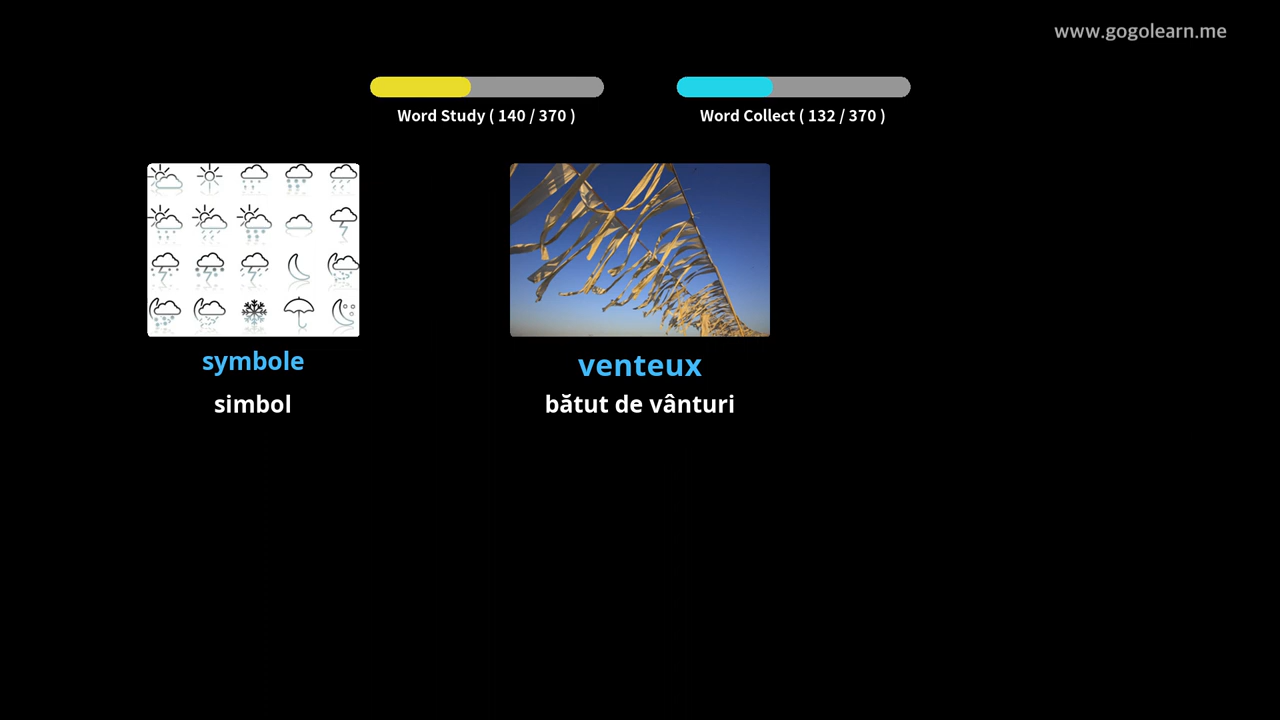 www.gogolearn.me
Word Study ( 140 / 370 )
Word Collect ( 132 / 370 )
symbole
simbol
venteux
bătut de vânturi